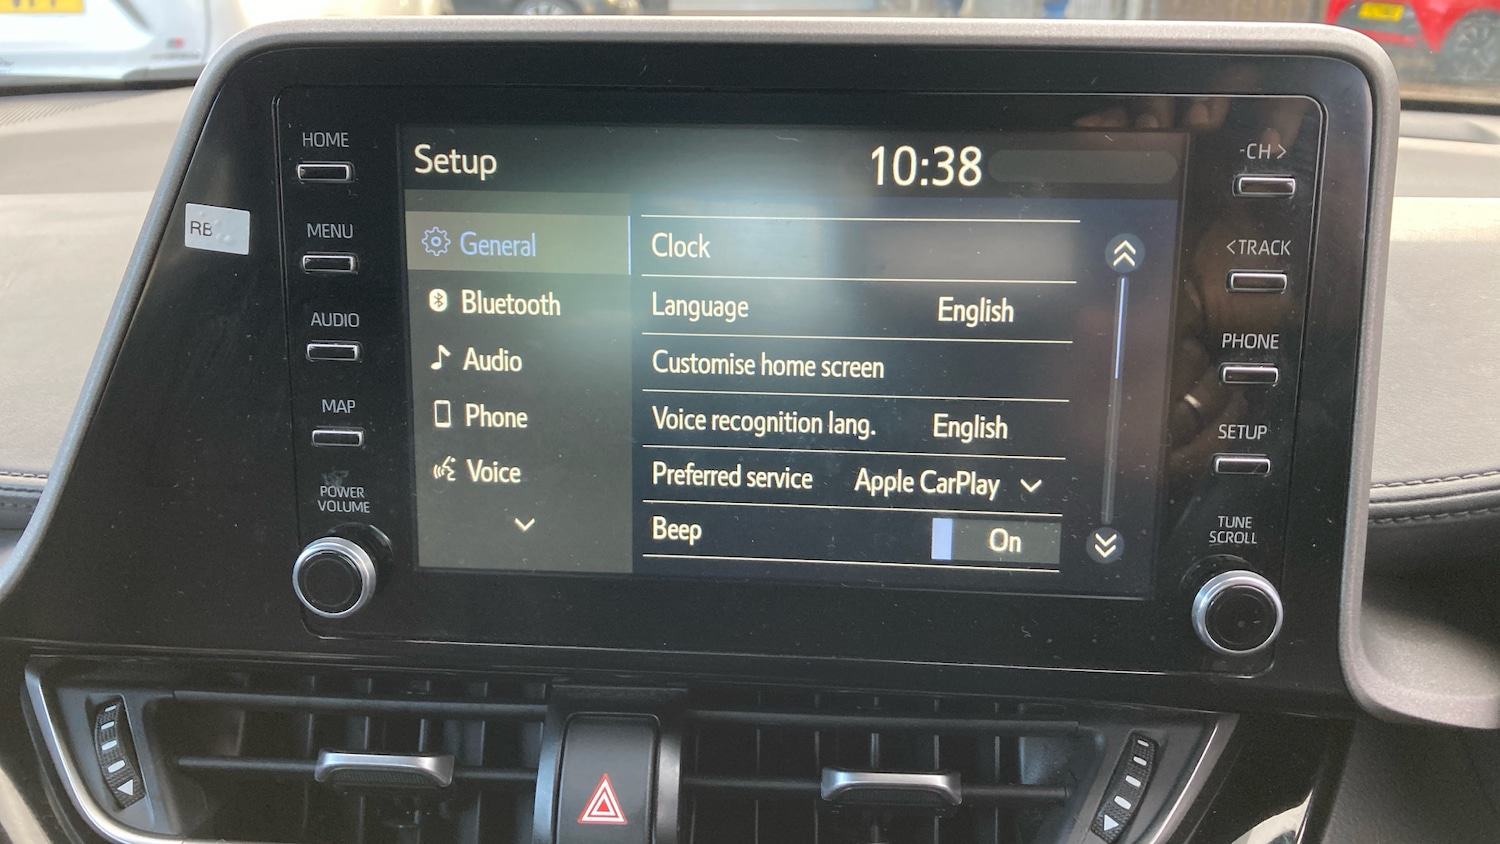 HOME
MENU
AUDIO
MAP
POWER
VOLUME
RB
Setup
10:38
General
Bluetooth
Audio
Phone
Voice
Clock
Language English
Customise home screen
Voice recognition lang. English
Preferred service Apple CarPlay
Beep On
-CH >
< TRACK
PHONE
SETUP
TUNE
SCROLL